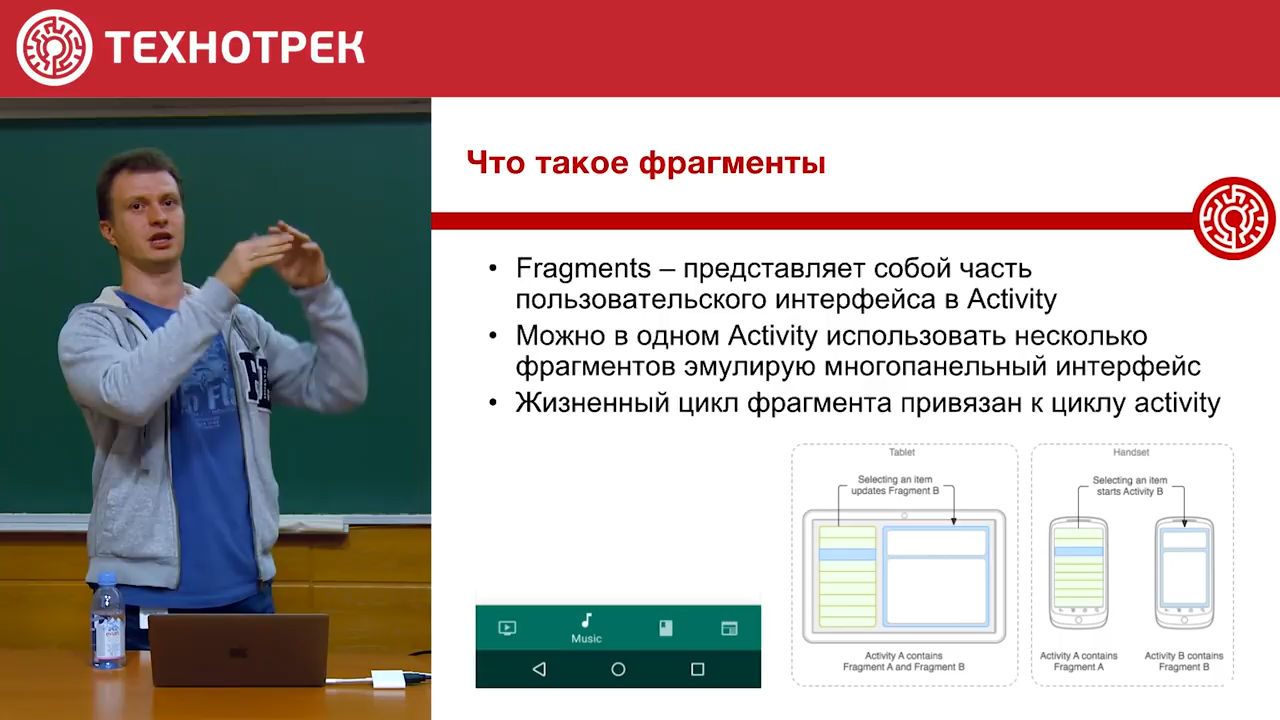 ТЕХНОТРЕК
Что такое фрагменты
• Fragments – представляет собой часть
пользовательского интерфейса в Activity
• Можно в одном Activity использовать несколько
фрагментов эмулирую многопанельный интерфейс
• Жизненный цикл фрагмента привязан к циклу activity
Tablet
Selecting an item
updates Fragment B
Activity A contains
Fragment A and Fragment B
Handset
Selecting an item
starts Activity B
Activity A contains
Fragment A
Activity B contains
Fragment B
Music